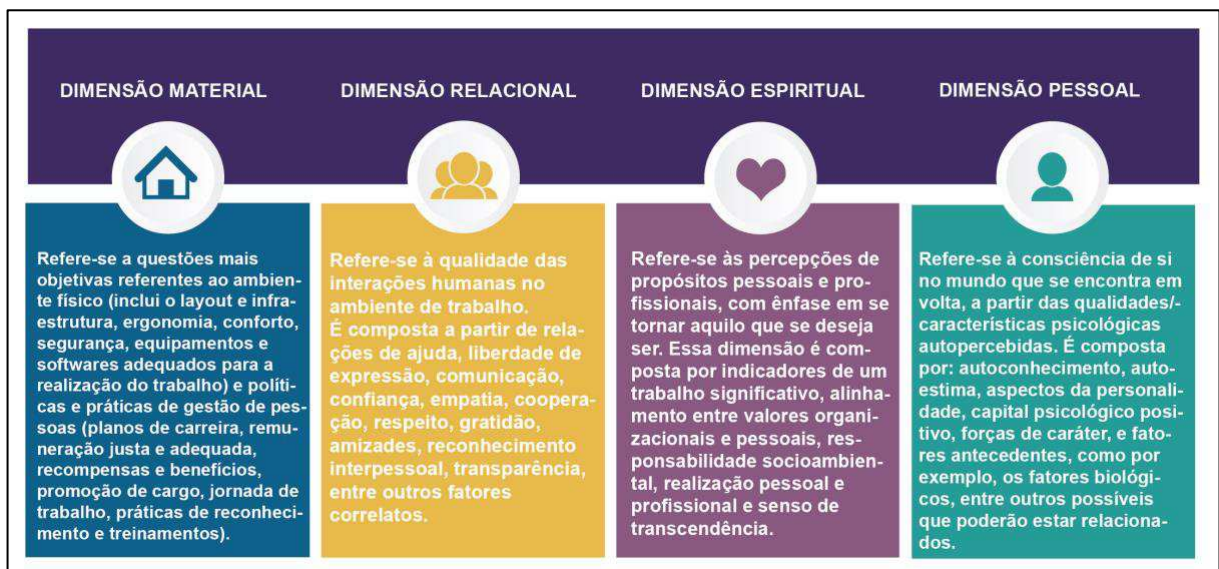 DIMENSÃO MATERIAL
DIMENSÃO RELACIONAL
DIMENSÃO ESPIRITUAL
DIMENSÃO PESSOAL
Refere-se a questões mais
objetivas referentes ao ambien-
te físico (inclui o layout e infra-
estrutura, ergonomia, conforto,
segurança, equipamentos e
softwares adequados para a
realização do trabalho) e políti-
cas e práticas de gestão de pes-
soas (planos de carreira, remu-
neração justa e adequada,
recompensas e benefícios,
promoção de cargo, jornada de
trabalho, práticas de reconheci-
mento e treinamentos).
Refere-se à qualidade das
interações humanas no
ambiente de trabalho.
É composta a partir de rela-
ções de ajuda, liberdade de
expressão, comunicação,
confiança, empatia, coopera-
ção, respeito, gratidão,
amizades, reconhecimento
interpessoal, transparência,
entre outros fatores
correlatos.
Refere-se às percepções de
propósitos pessoais e pro-
fissionais, com ênfase em se
tornar aquilo que se deseja
ser. Essa dimensão é com-
posta por indicadores de um
trabalho significativo, alinha-
mento entre valores organi-
zacionais e pessoais, res-
ponsabilidade socioambien-
tal, realização pessoal e
profissional e senso de
transcendência.
Refere-se à consciência de si
no mundo que se encontra em
volta, a partir das qualidades/-
características psicológicas
autopercebidas. É composta
por: autoconhecimento, auto-
estima, aspectos da personali-
dade, capital psicológico posi-
tivo, forças de caráter, e fato-
res antecedentes, como por
exemplo, os fatores biológi-
cos, entre outros possíveis
que poderão estar relaciona-
dos.